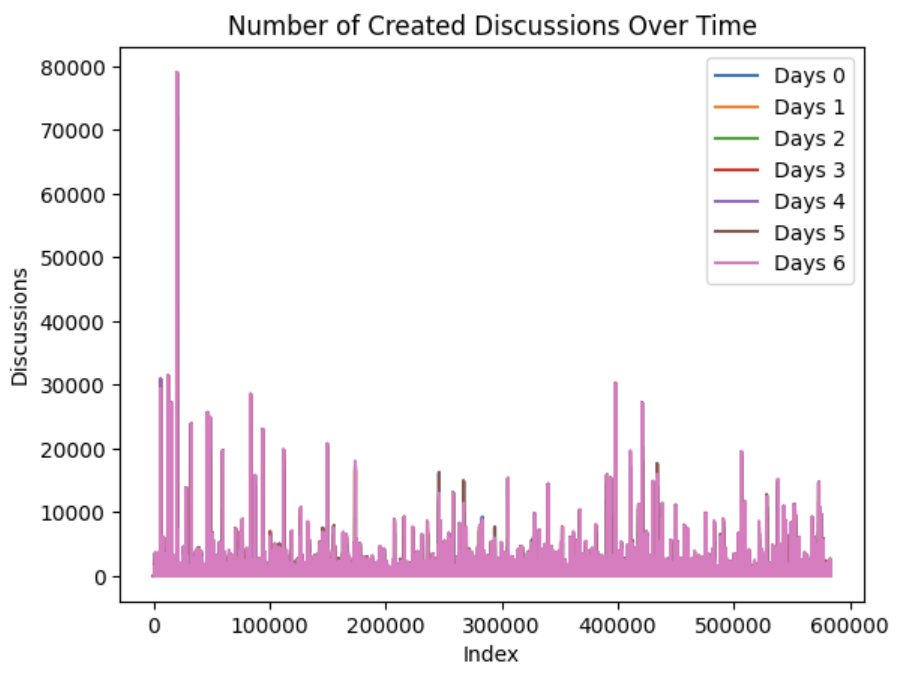 Number of Created Discussions Over Time
80000
70000
60000
50000
40000
30000
20000
10000
0
Discussions
Days 0
Days 1
Days 2
Days 3
Days 4
Days 5
Days 6
0 100000 200000 300000 400000 500000 600000
Index